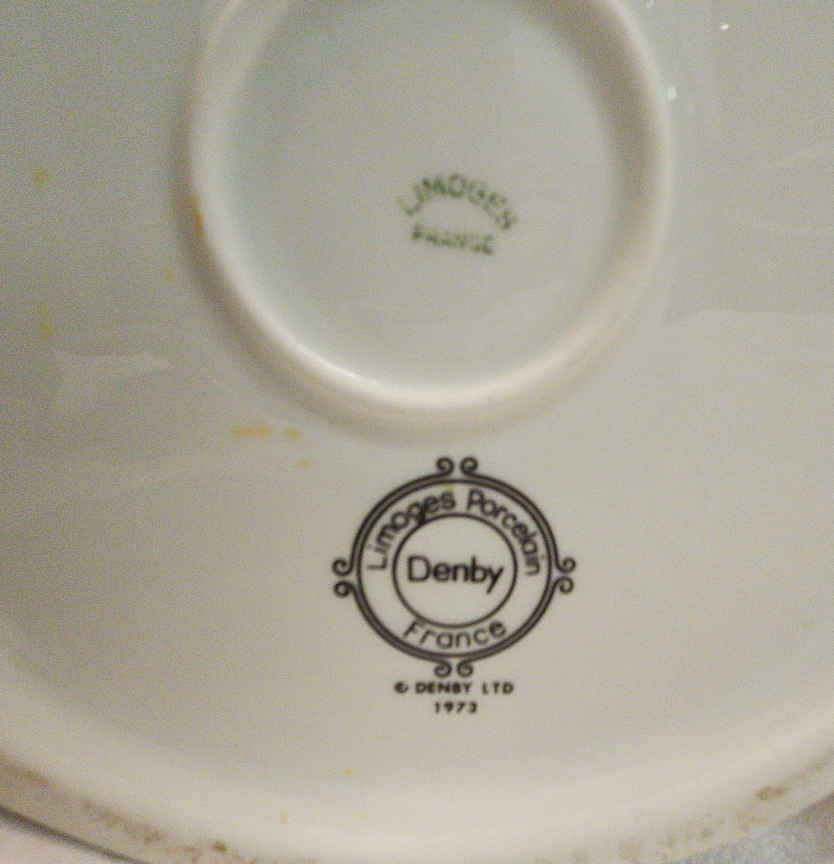 LIMOGES
FRANCE
Limoges Porcelain
Denby
France
© DENBY LTD
1973